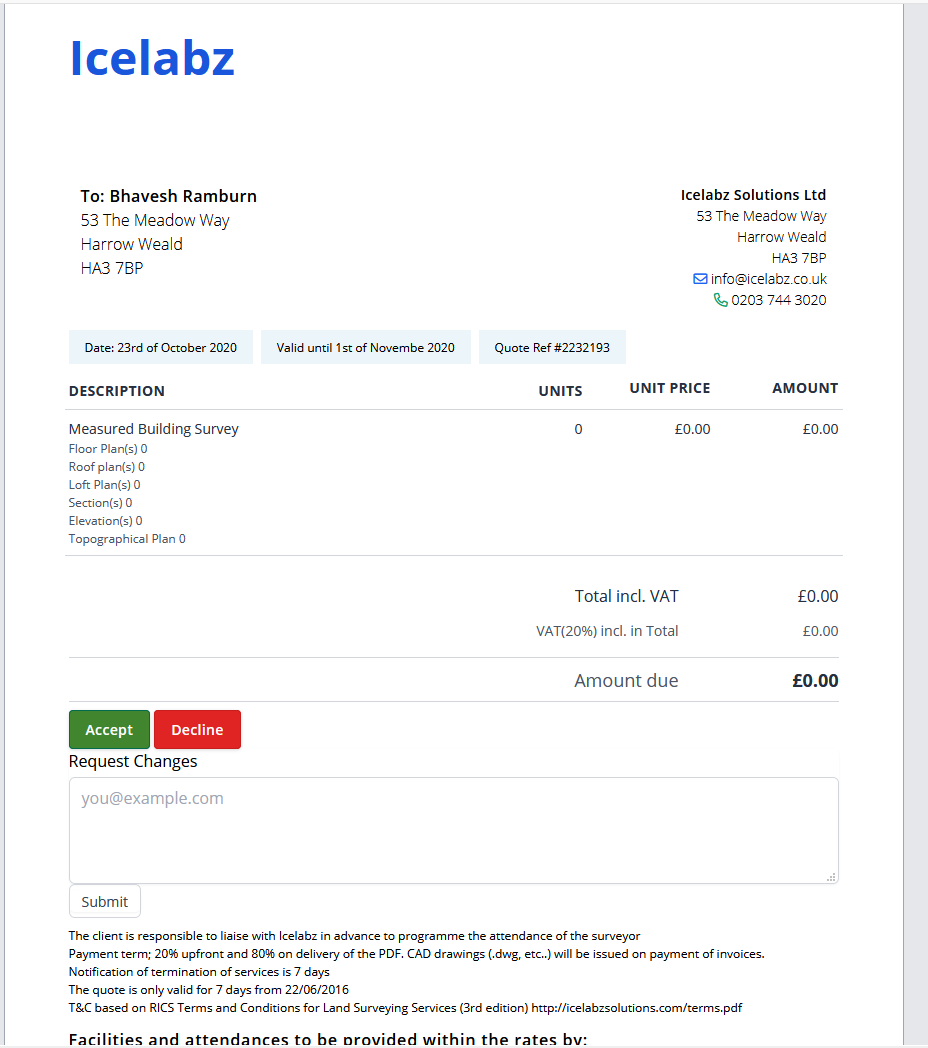 Icelabz
To: Bhavesh Ramburn
53 The Meadow Way
Harrow Weald
HA3 7BP
Icelabz Solutions Ltd
53 The Meadow Way
Harrow Weald
HA3 7BP
info@icelabz.co.uk
0203 744 3020
Date: 23rd of October 2020 Valid until 1st of Novembe 2020 Quote Ref #2232193
DESCRIPTION UNITS UNIT PRICE AMOUNT
Measured Building Survey 0 £0.00 £0.00
Floor Plan(s) 0
Roof plan(s) 0
Loft Plan(s) 0
Section(s) 0
Elevation(s) 0
Topographical Plan 0
Total incl. VAT £0.00
VAT(20%) incl. in Total £0.00
Amount due £0.00
Accept Decline
Request Changes
you@example.com
Submit
The client is responsible to liaise with Icelabz in advance to programme the attendance of the surveyor
Payment term; 20% upfront and 80% on delivery of the PDF. CAD drawings (.dwg, etc..) will be issued on payment of invoices.
Notification of termination of services is 7 days
The quote is only valid for 7 days from 22/06/2016
T&C based on RICS Terms and Conditions for Land Surveying Services (3rd edition) http://icelabzsolutions.com/terms.pdf
Facilities and attendances to be provided within the rates by: